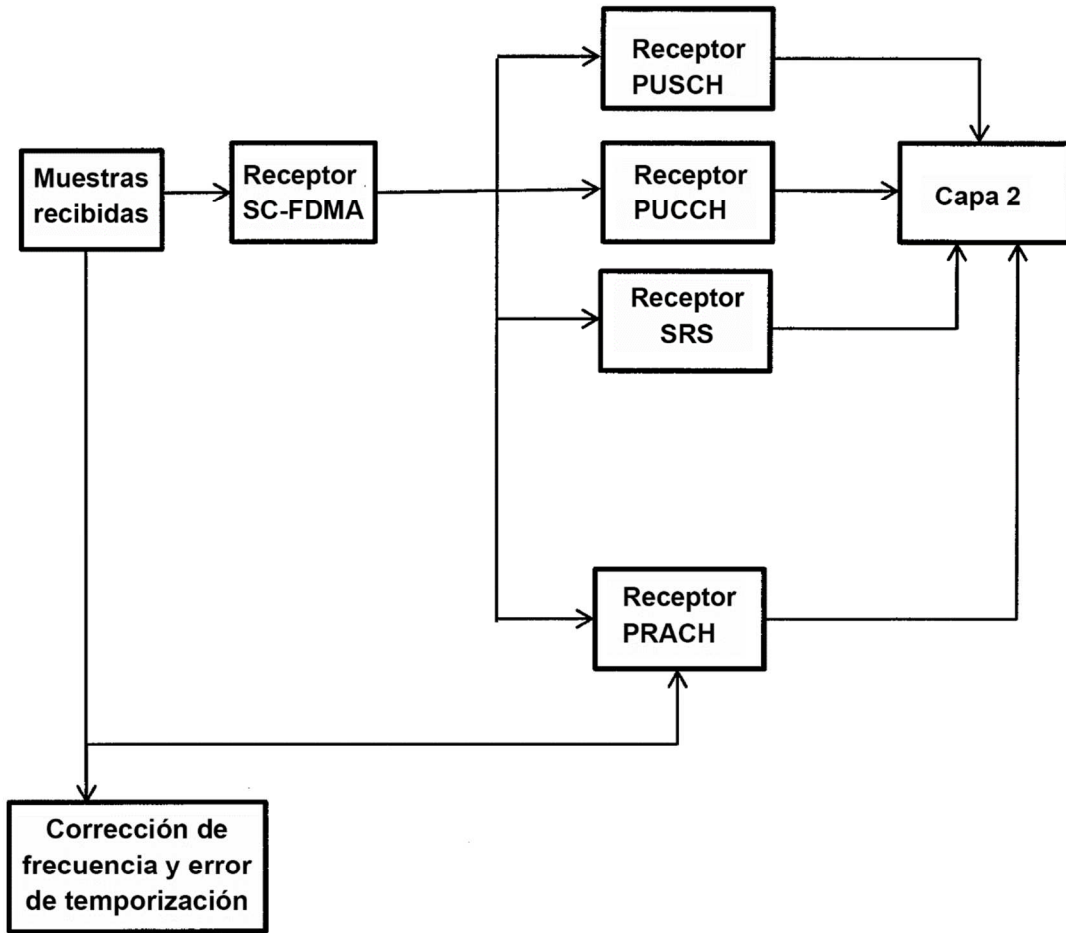 Receptor
PUSCH
Muestras
recibidas
Receptor
SC-FDMA
Receptor
PUCCH
Capa 2
Receptor
SRS
Receptor
PRACH
Corrección de
frecuencia y error
de temporización